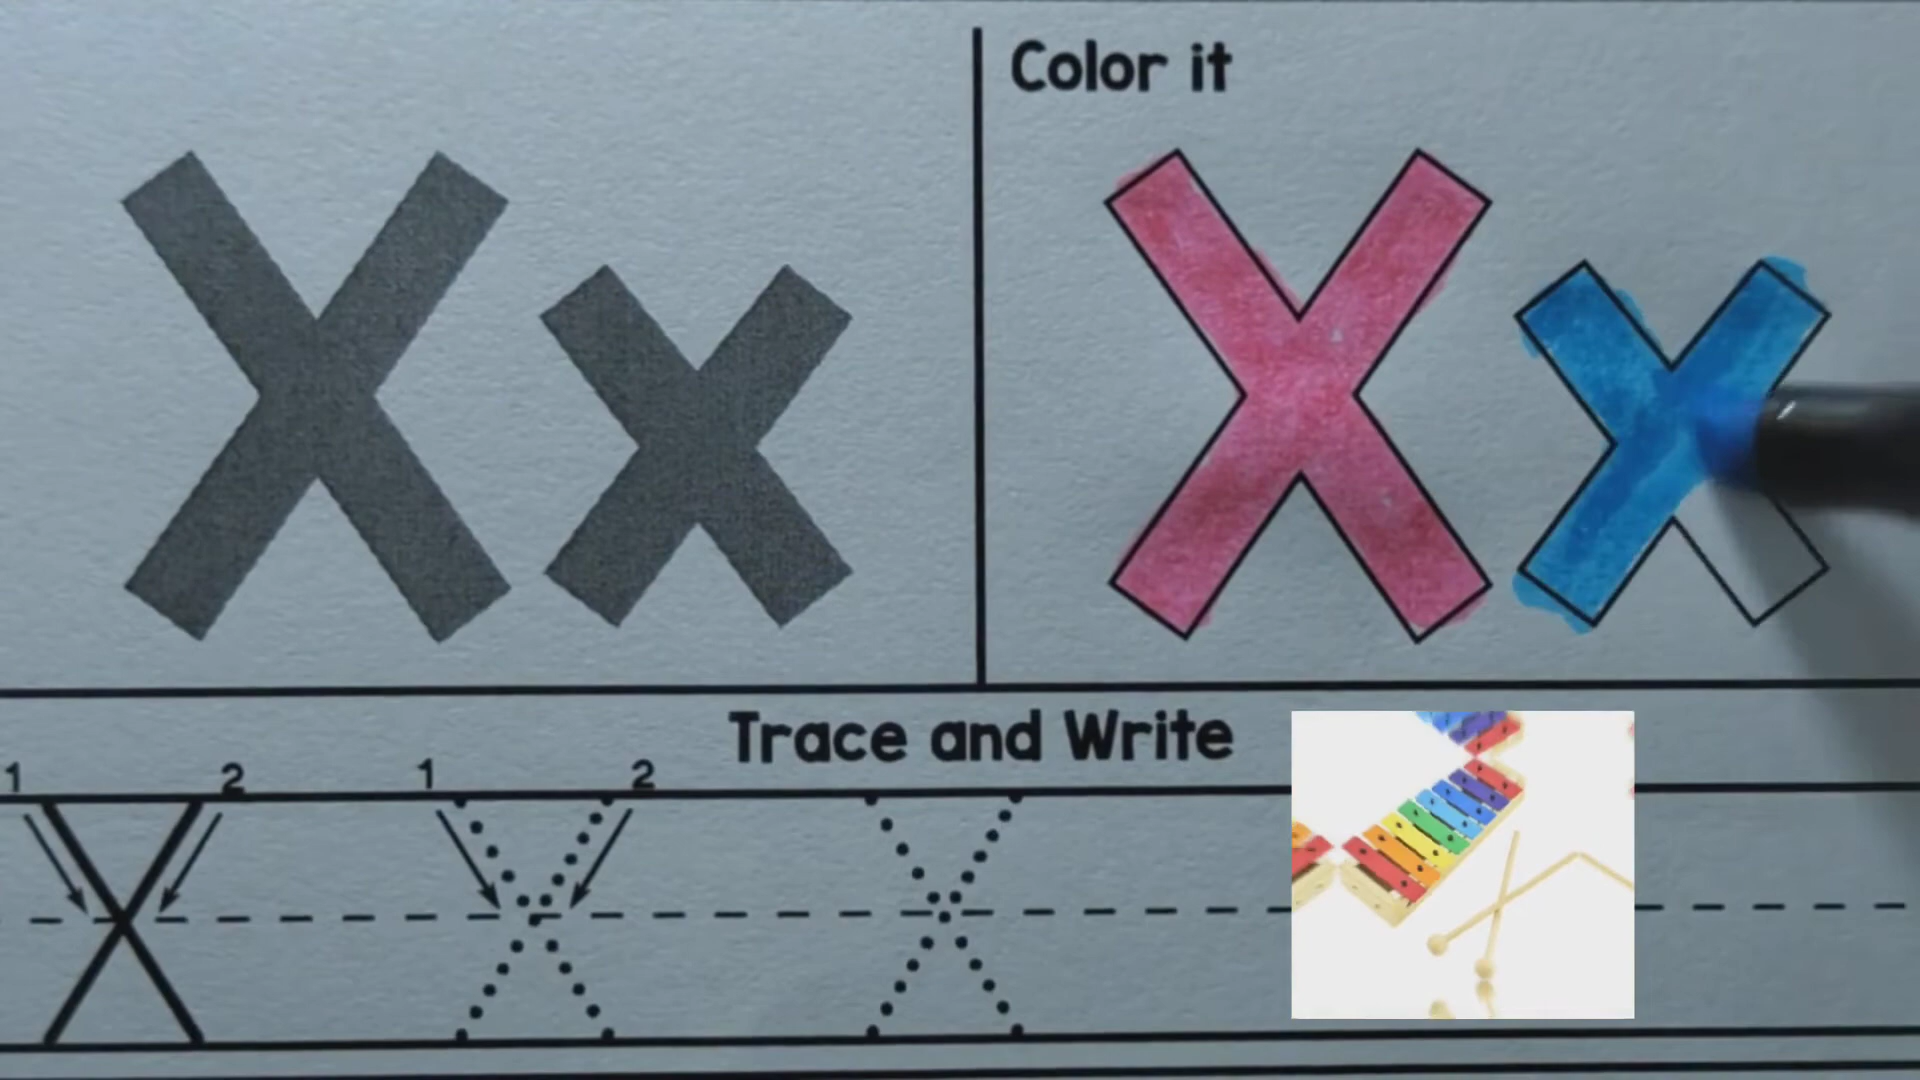 Xx
Color it
Xx
Trace and Write
1 2 1 2
X X X